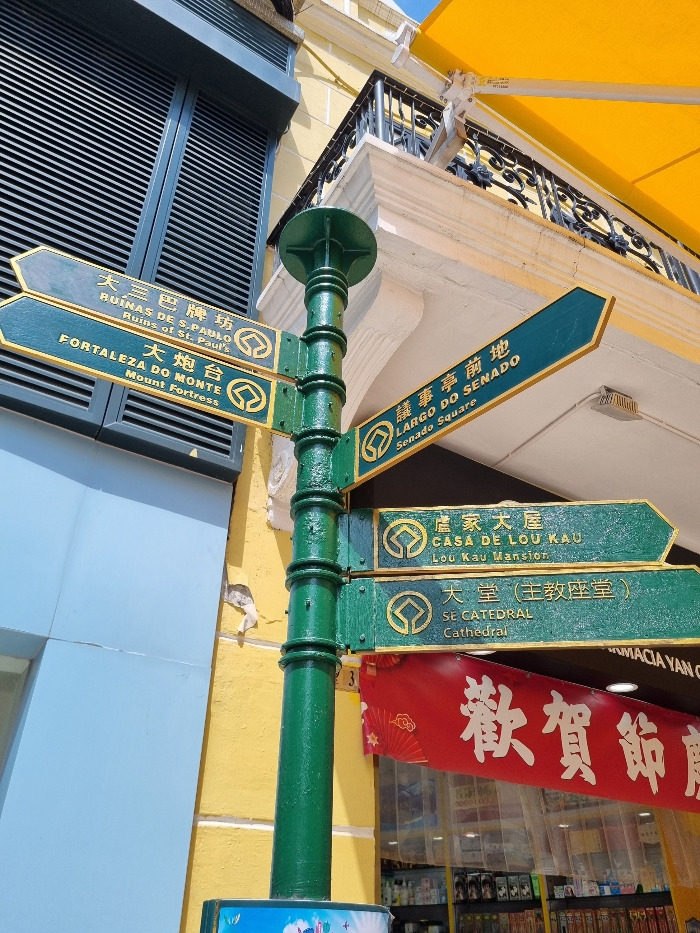 大三巴牌坊
RUÍNAS DE S.PAULO
Ruins of St. Paul's
大炮台
FORTALEZA DO MONTE
Mount Fortress
議事亭前地
LARGO DO SENADO
Senado Square
盧家大屋
CASA DE LOU KAU
Lou Kau Mansion
大堂(主教座堂)
SÉ CATEDRAL
Cathedral
3
歡賀節